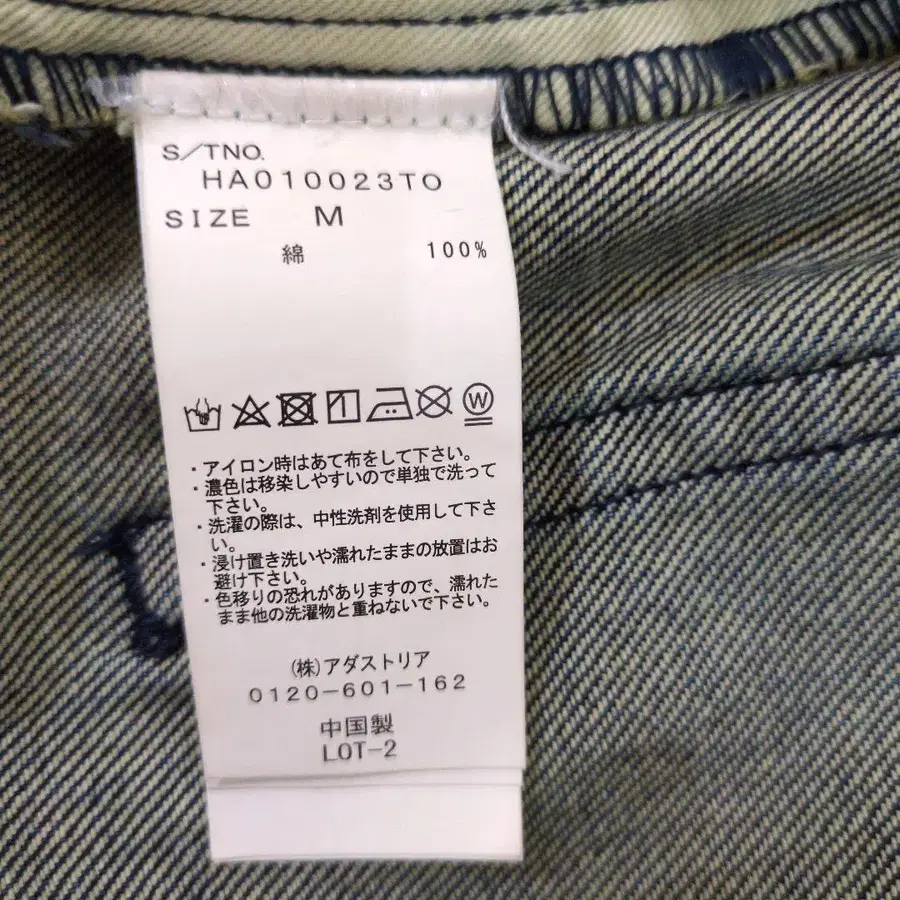 S/TNO.
HA010023TO
SIZE M
綿 100%
W
・アイロン時はあて布をして下さい。
・濃色は移染しやすいので単独で洗って
下さい。
・洗濯の際は、中性洗剤を使用して下さ
い。
・浸け置き洗いや濡れたままの放置はお
避け下さい。
・色移りの恐れがありますので、濡れた
まま他の洗濯物と重ねないで下さい。
(株)アダストリア
0120-601-162
中国製
LOT-2